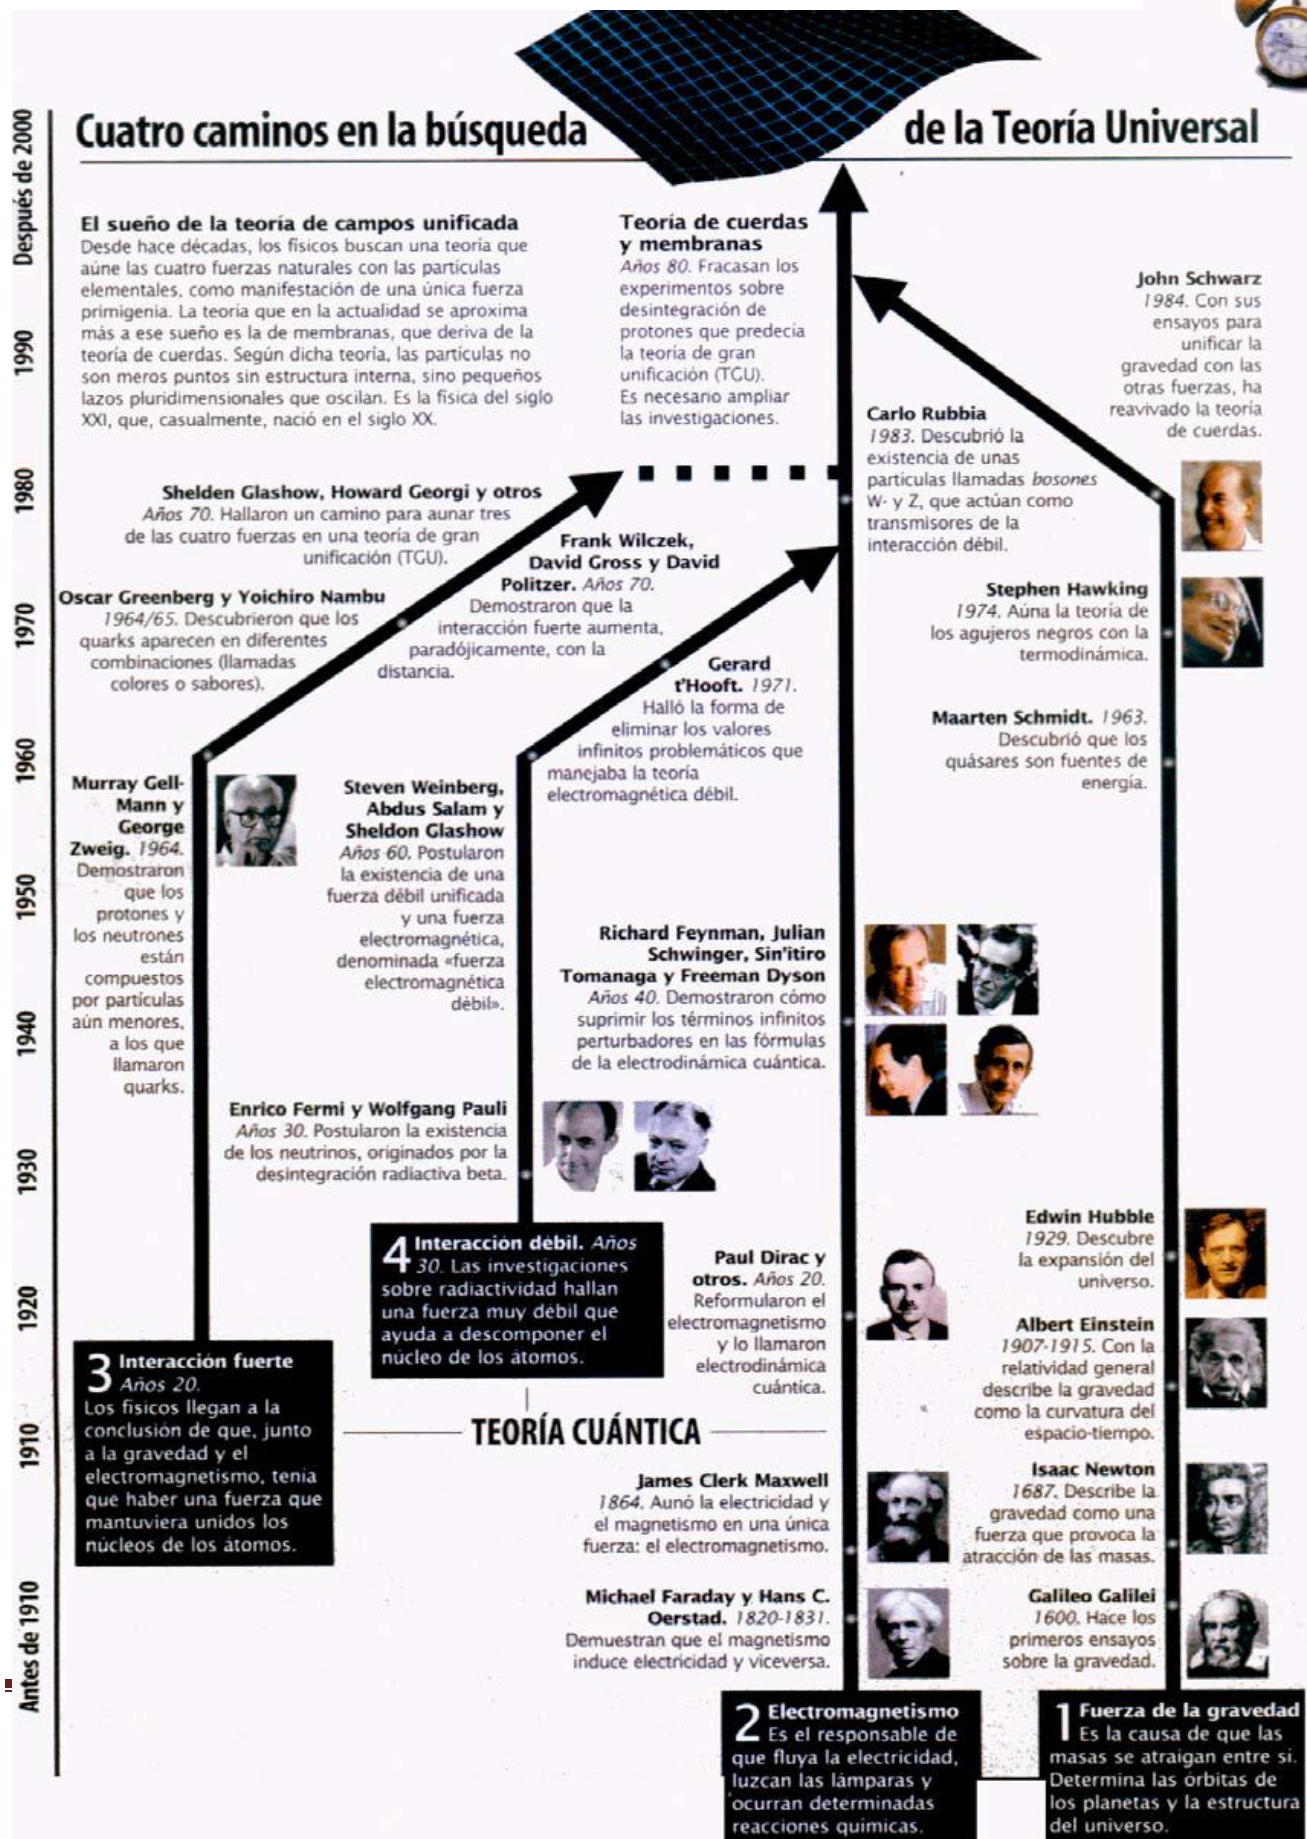 Cuatro caminos en la búsqueda
de la Teoría Universal
Después de 2000
1990
1980
1970
1960
1950
1940
1930
1920
1910
Antes de 1910
El sueño de la teoría de campos unificada
Desde hace décadas, los físicos buscan una teoría que
aúne las cuatro fuerzas naturales con las partículas
elementales, como manifestación de una única fuerza
primigenia. La teoría que en la actualidad se aproxima
más a ese sueño es la de membranas, que deriva de la
teoría de cuerdas. Según dicha teoría, las partículas no
son meros puntos sin estructura interna, sino pequeños
lazos pluridimensionales que oscilan. Es la física del siglo
XXI, que, casualmente, nació en el siglo XX.
Teoría de cuerdas
y membranas
Años 80. Fracasan los
experimentos sobre
desintegración de
protones que predecía
la teoría de gran
unificación (TGU).
Es necesario ampliar
las investigaciones.
John Schwarz
1984. Con sus
ensayos para
unificar la
gravedad con las
otras fuerzas, ha
reavivado la teoría
de cuerdas.
Carlo Rubbia
1983. Descubrió la
existencia de unas
partículas llamadas bosones
W- y Z, que actúan como
transmisores de la
interacción débil.
Shelden Glashow, Howard Georgi y otros
Años 70. Hallaron un camino para aunar tres
de las cuatro fuerzas en una teoría de gran
unificación (TGU).
Frank Wilczek,
David Gross y David
Politzer. Años 70.
Demostraron que la
interacción fuerte aumenta,
paradójicamente, con la
distancia.
Oscar Greenberg y Yoichiro Nambu
1964/65. Descubrieron que los
quarks aparecen en diferentes
combinaciones (llamadas
colores o sabores).
Stephen Hawking
1974. Aúna la teoría de
los agujeros negros con la
termodinámica.
Gerard
t'Hooft. 1971.
Halló la forma de
eliminar los valores
infinitos problemáticos que
manejaba la teoría
electromagnética débil.
Maarten Schmidt. 1963.
Descubrió que los
quásares son fuentes de
energía.
Murray Gell-
Mann y
George
Zweig. 1964.
Demostraron
que los
protones y
los neutrones
están
compuestos
por partículas
aún menores,
a los que
llamaron
quarks.
Steven Weinberg,
Abdus Salam y
Sheldon Glashow
Años 60. Postularon
la existencia de una
fuerza débil unificada
y una fuerza
electromagnética,
denominada «fuerza
electromagnética
débil».
Richard Feynman, Julian
Schwinger, Sin'itiro
Tomanaga y Freeman Dyson
Años 40. Demostraron cómo
suprimir los términos infinitos
perturbadores en las fórmulas
de la electrodinámica cuántica.
Enrico Fermi y Wolfgang Pauli
Años 30. Postularon la existencia
de los neutrinos, originados por la
desintegración radiactiva beta.
4 Interacción débil. Años
30. Las investigaciones
sobre radiactividad hallan
una fuerza muy débil que
ayuda a descomponer el
núcleo de los átomos.
Paul Dirac y
otros. Años 20.
Reformularon el
electromagnetismo
y lo llamaron
electrodinámica
cuántica.
Edwin Hubble
1929. Descubre
la expansión del
universo.
Albert Einstein
1907-1915. Con la
relatividad general
describe la gravedad
como la curvatura del
espacio-tiempo.
3 Interacción fuerte
Años 20.
Los físicos llegan a la
conclusión de que, junto
a la gravedad y el
electromagnetismo, tenía
que haber una fuerza que
mantuviera unidos los
núcleos de los átomos.
TEORÍA CUÁNTICA
James Clerk Maxwell
1864. Aunó la electricidad y
el magnetismo en una única
fuerza: el electromagnetismo.
Isaac Newton
1687. Describe la
gravedad como una
fuerza que provoca la
atracción de las masas.
Michael Faraday y Hans C.
Oerstad. 1820-1831.
Demuestran que el magnetismo
induce electricidad y viceversa.
Galileo Galilei
1600. Hace los
primeros ensayos
sobre la gravedad.
2 Electromagnetismo
Es el responsable de
que fluya la electricidad,
luzcan las lámparas y
ocurran determinadas
reacciones químicas.
1 Fuerza de la gravedad
Es la causa de que las
masas se atraigan entre sí.
Determina las órbitas de
los planetas y la estructura
del universo.